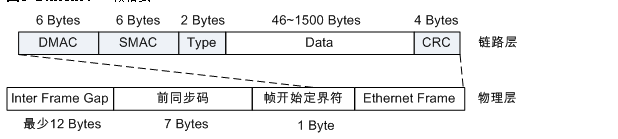 6 Bytes 6 Bytes 2 Bytes 46~1500 Bytes 4 Bytes
DMAC SMAC Type Data CRC 链路层
Inter Frame Gap 前同步码 帧开始定界符 Ethernet Frame 物理层
最少12 Bytes 7 Bytes 1 Byte